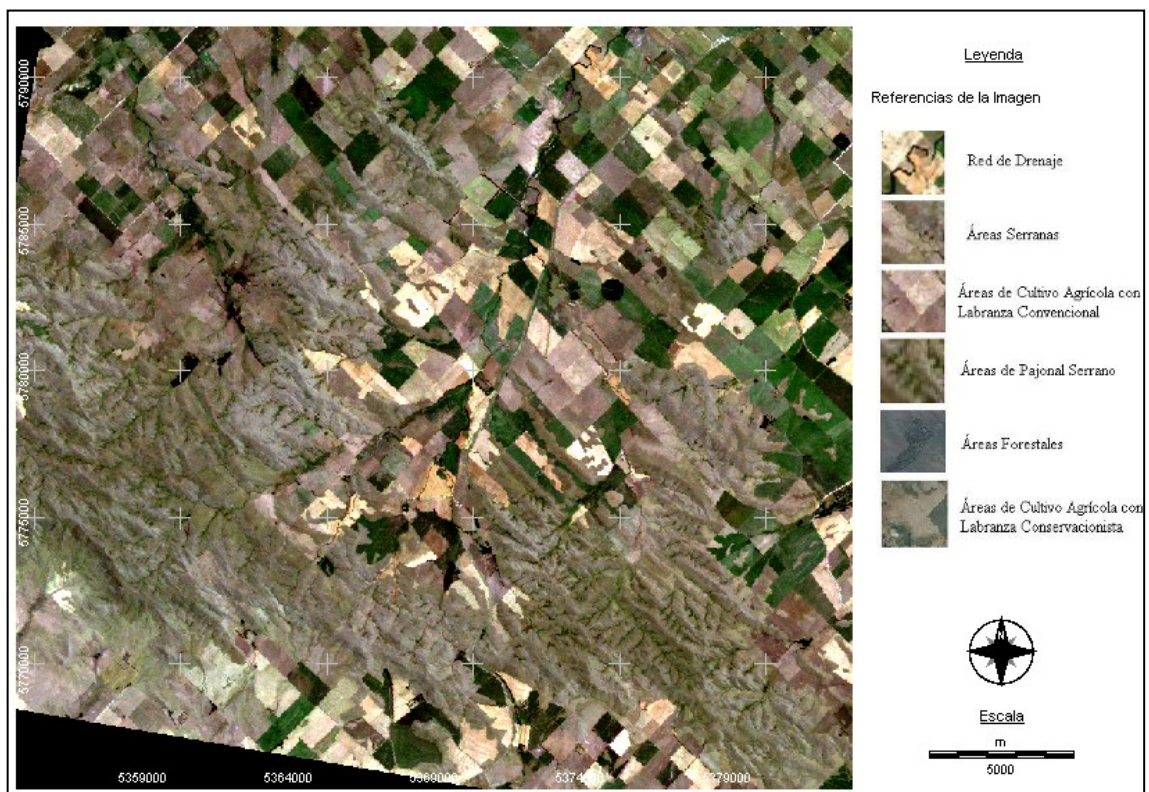 Leyenda
Referencias de la Imagen
Red de Drenaje
Áreas Serranas
Áreas de Cultivo Agrícola con
Labranza Convencional
Áreas de Pajonal Serrano
Áreas Forestales
Áreas de Cultivo Agrícola con
Labranza Conservacionista
N
Escala
m
5000
5790000
5785000
5780000
5775000
5770000
5359000
5364000
5369000
5374000
5379000